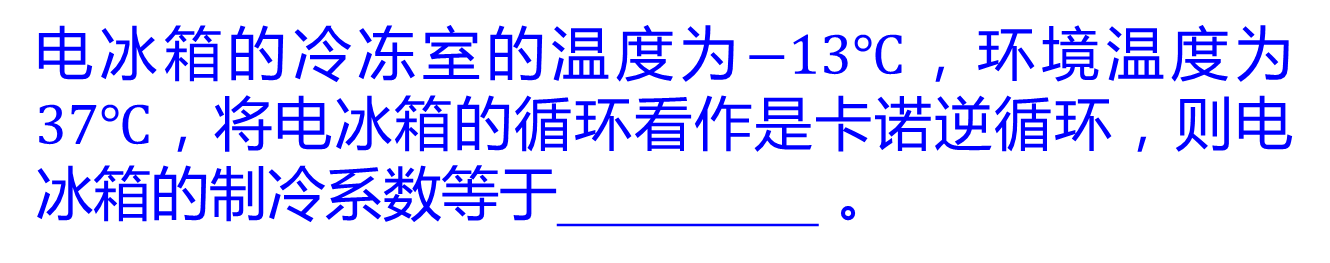 电冰箱的冷冻室的温度为−13℃，环境温度为
37℃，将电冰箱的循环看作是卡诺逆循环，则电
冰箱的制冷系数等于__________。